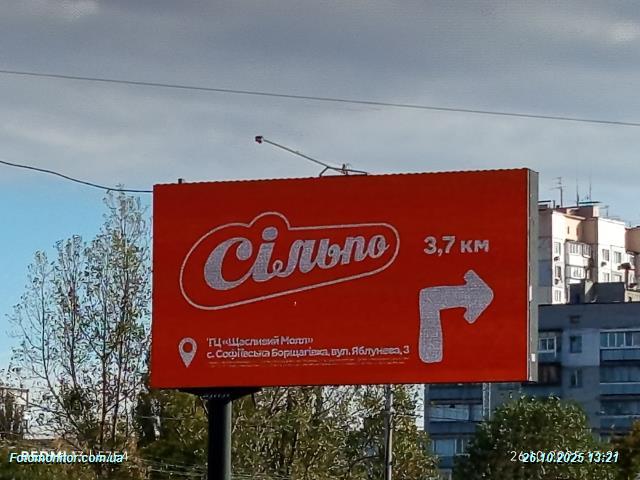 Сільпо
3,7 км
ТЦ «Щасливий Молл»
с. Софіївська Борщагівка, вул. Яблунева, 3
Fotomonitor.com.ua
26.10.2025 13:21